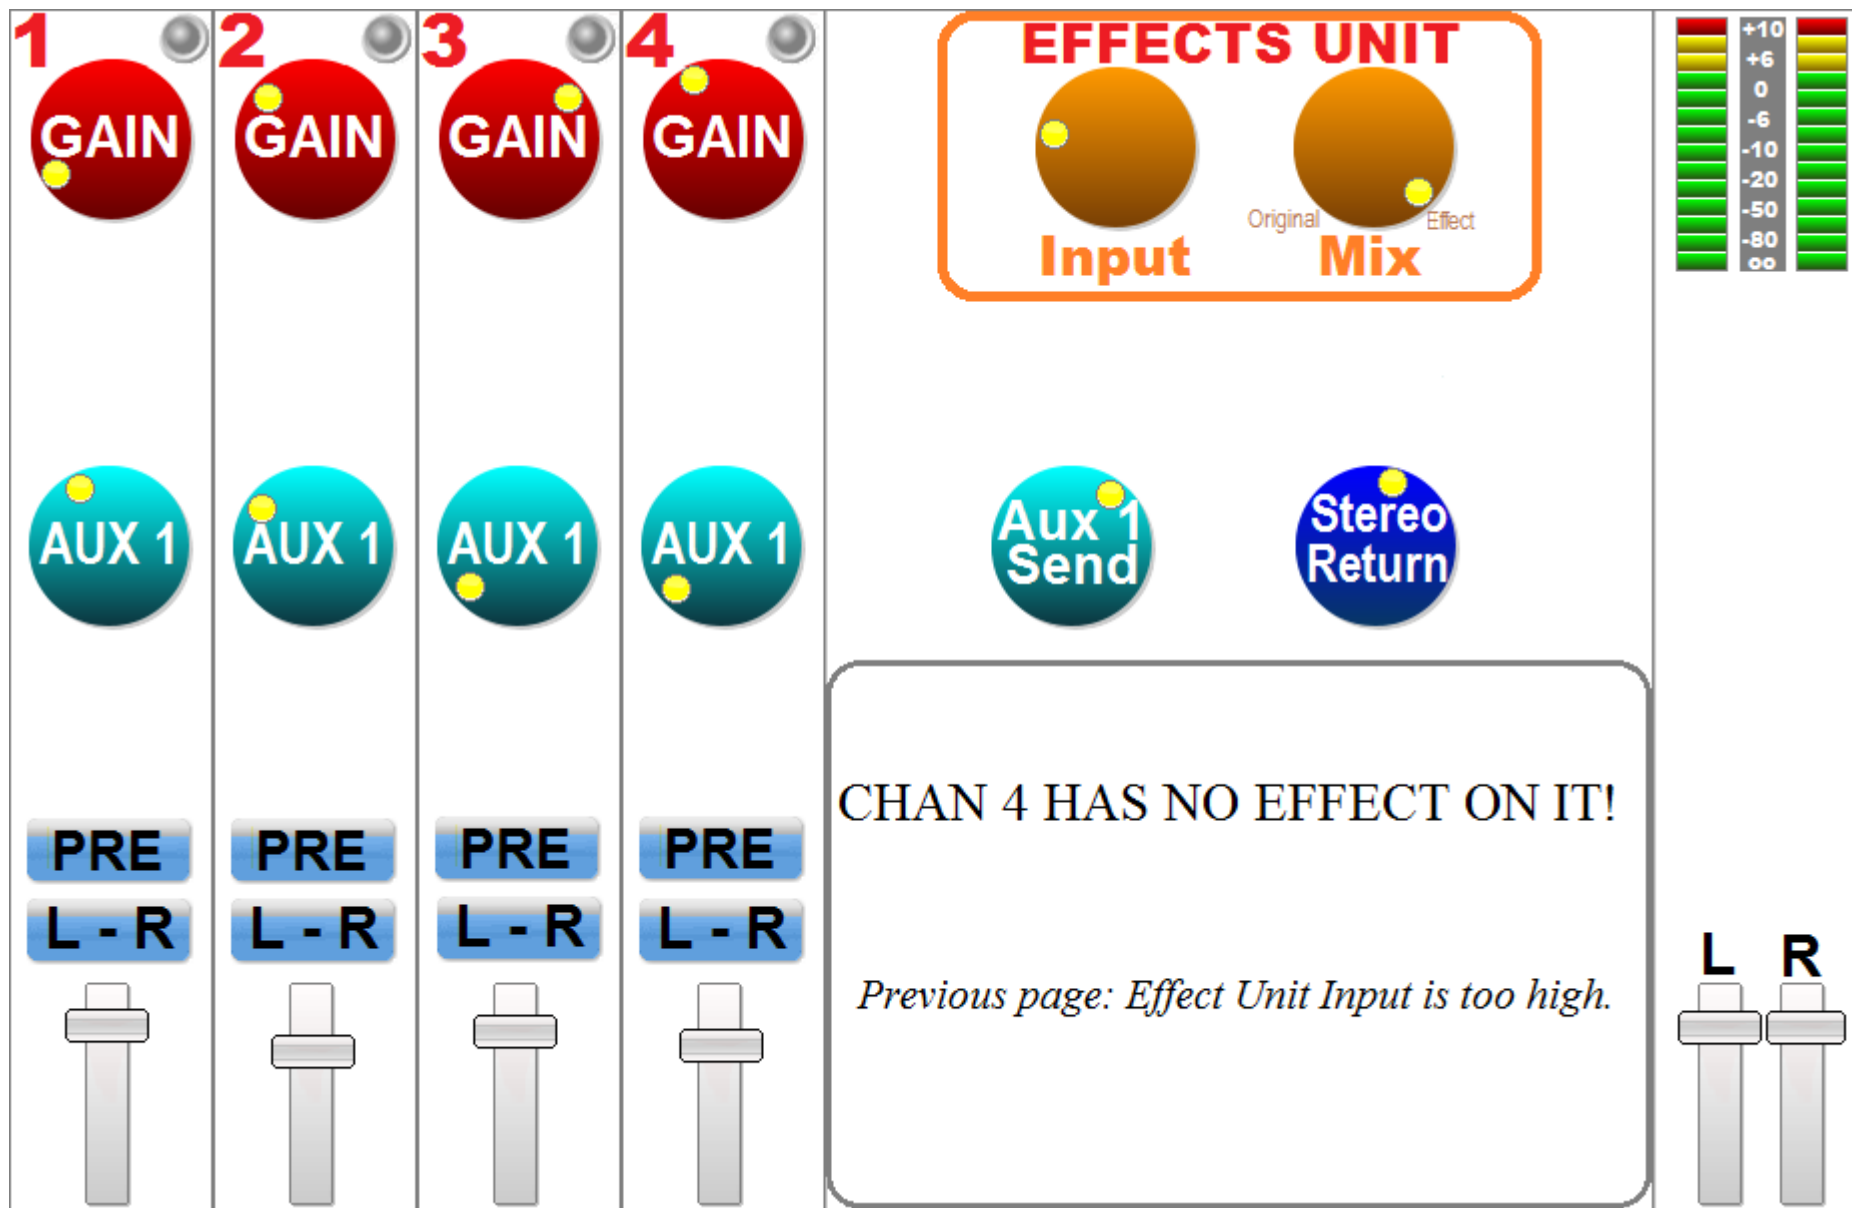 1
GAIN
AUX 1
PRE
L - R
2
GAIN
AUX 1
PRE
L - R
3
GAIN
AUX 1
PRE
L - R
4
GAIN
AUX 1
PRE
L - R
EFFECTS UNIT
Input
Original
Effect
Mix
Aux 1
Send
Stereo
Return
CHAN 4 HAS NO EFFECT ON IT!
Previous page: Effect Unit Input is too high.
+10
+6
0
-6
-10
-20
-50
-80
oo
L R